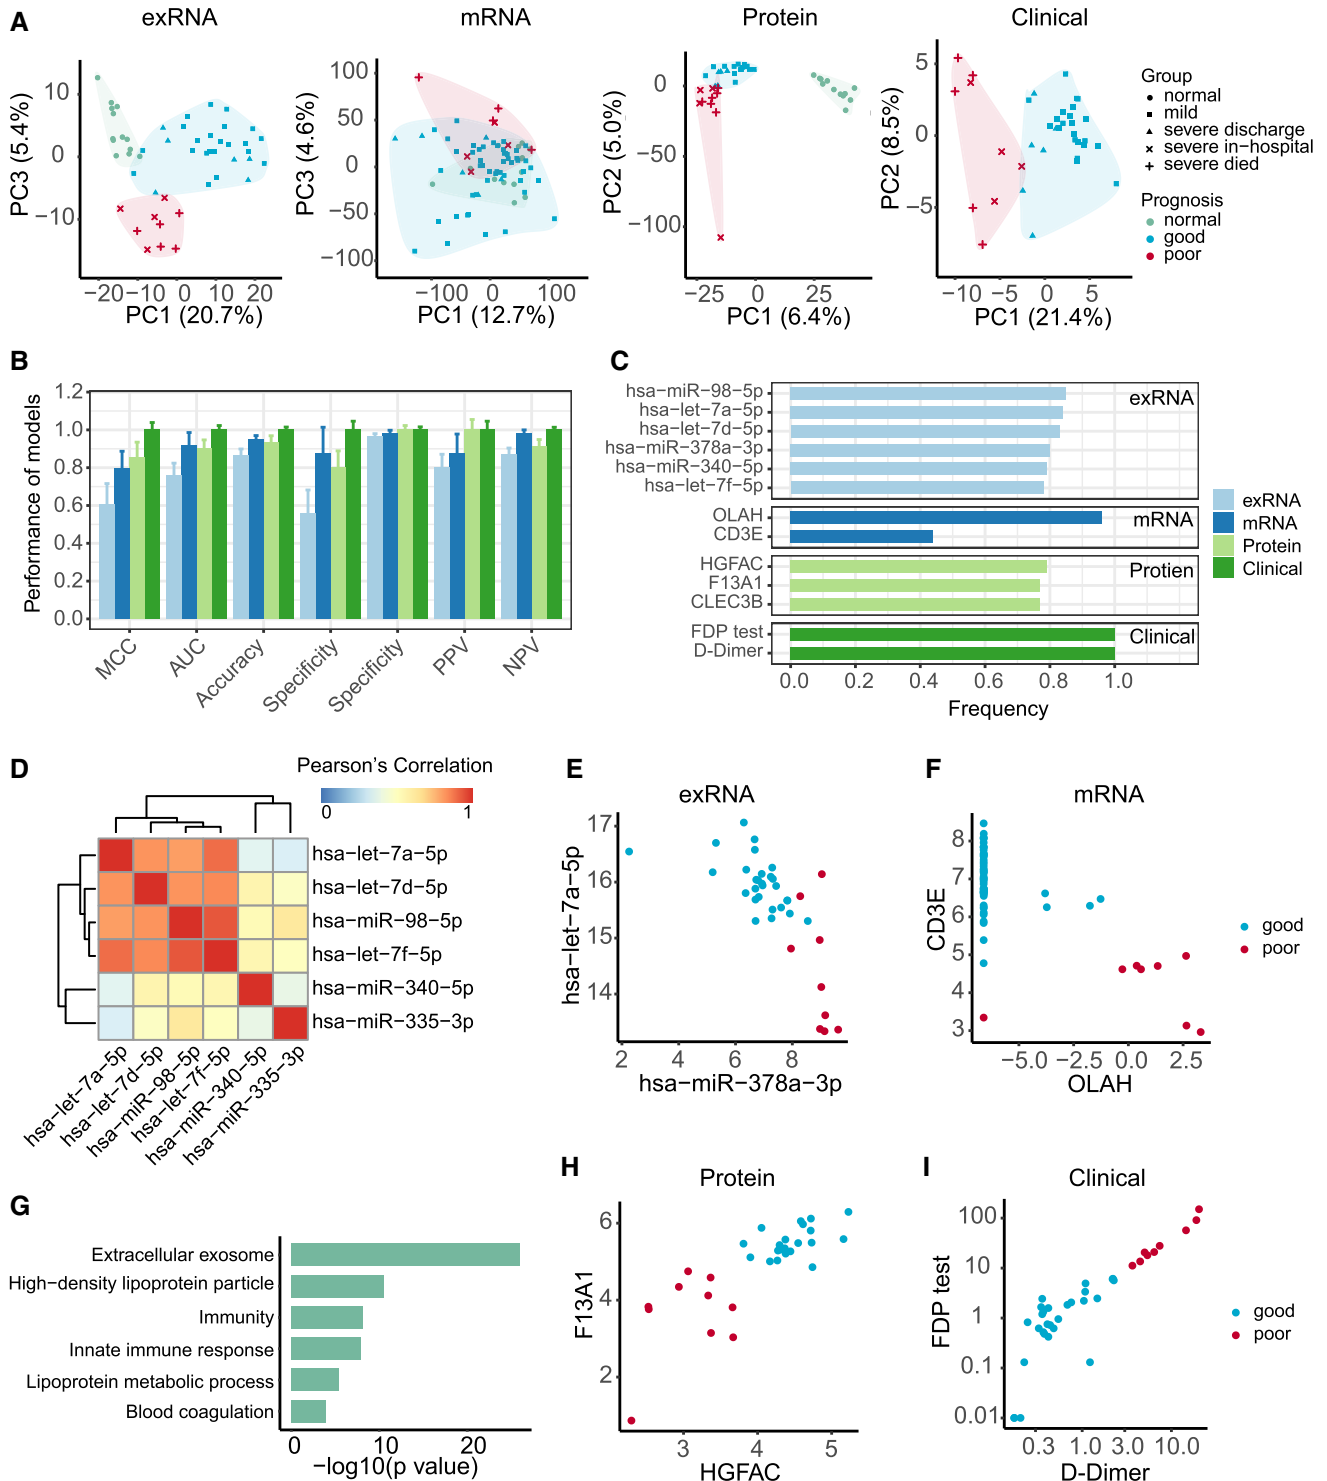 A
exRNA
mRNA
Protein
Clinical
PC3 (5.4%)
10
0
−10
−20 −10 0 10 20
PC1 (20.7%)
PC3 (4.6%)
100
50
0
−50
−100
−100 0 100
PC1 (12.7%)
PC2 (5.0%)
0
−50
−100
−25 0 25
PC1 (6.4%)
PC2 (8.5%)
5
0
−5
−10 −5 0 5
PC1 (21.4%)
Group
normal
mild
severe discharge
severe in−hospital
severe died
Prognosis
normal
good
poor
B
Performance of models
1.2
1.0
0.8
0.6
0.4
0.2
0.0
MCC
AUC
Accuracy
Specificity
Specificity
PPV
NPV
C
hsa−miR−98−5p
hsa−let−7a−5p
hsa−let−7d−5p
hsa−miR−378a−3p
hsa−miR−340−5p
hsa−let−7f−5p
exRNA
OLAH
CD3E
mRNA
HGFAC
F13A1
CLEC3B
Protien
FDP test
D-Dimer
Clinical
0.0 0.2 0.4 0.6 0.8 1.0
Frequency
exRNA
mRNA
Protein
Clinical
D
Pearson's Correlation
0 1
hsa−let−7a−5p
hsa−let−7d−5p
hsa−miR−98−5p
hsa−let−7f−5p
hsa−miR−340−5p
hsa−miR−335−3p
hsa−let−7a−5p
hsa−let−7d−5p
hsa−miR−98−5p
hsa−let−7f−5p
hsa−miR−340−5p
hsa−miR−335−3p
E
exRNA
hsa−let−7a−5p
17
16
15
14
2 4 6 8
hsa−miR−378a−3p
F
mRNA
CD3E
8
7
6
5
4
3
−5.0 −2.5 0.0 2.5
OLAH
good
poor
G
Extracellular exosome
High−density lipoprotein particle
Immunity
Innate immune response
Lipoprotein metabolic process
Blood coagulation
0 10 20
−log10(p value)
H
Protein
F13A1
6
4
2
3 4 5
HGFAC
I
Clinical
FDP test
100
10
1
0.1
0.01
0.3 1.0 3.0 10.0
D-Dimer
good
poor